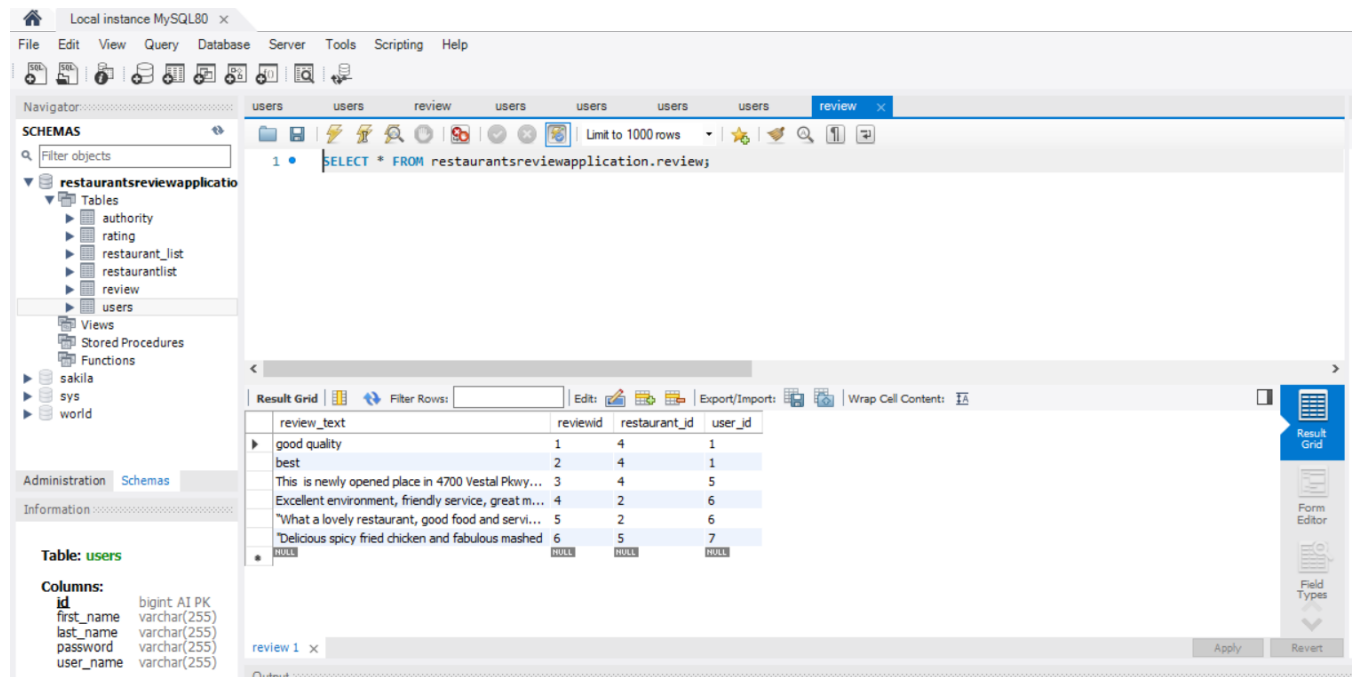 Local instance MySQL80 ×
File Edit View Query Database Server Tools Scripting Help
Navigator
users users review users users users users review ×
SCHEMAS
Filter objects
Limit to 1000 rows
1 SELECT * FROM restaurantsreviewapplication.review;
restaurantsreviewapplicatio
Tables
authority
rating
restaurant_list
restaurantlist
review
users
Views
Stored Procedures
Functions
sakila
sys
world
Result Grid Filter Rows: Edit: Export/Import: Wrap Cell Content: IA
review_text reviewid restaurant_id user_id
good quality 1 4 1
best 2 4 1
This is newly opened place in 4700 Vestal Pkwy... 3 4 5
Excellent environment, friendly service, great m... 4 2 6
"What a lovely restaurant, good food and servi... 5 2 6
"Delicious spicy fried chicken and fabulous mashed 6 5 7
NULL NULL NULL NULL
Result
Grid
Form
Editor
Field
Types
Administration Schemas
Information
Table: users
Columns:
id bigint AI PK
first_name varchar(255)
last_name varchar(255)
password varchar(255)
user_name varchar(255)
review 1 ×
Apply Revert
Output